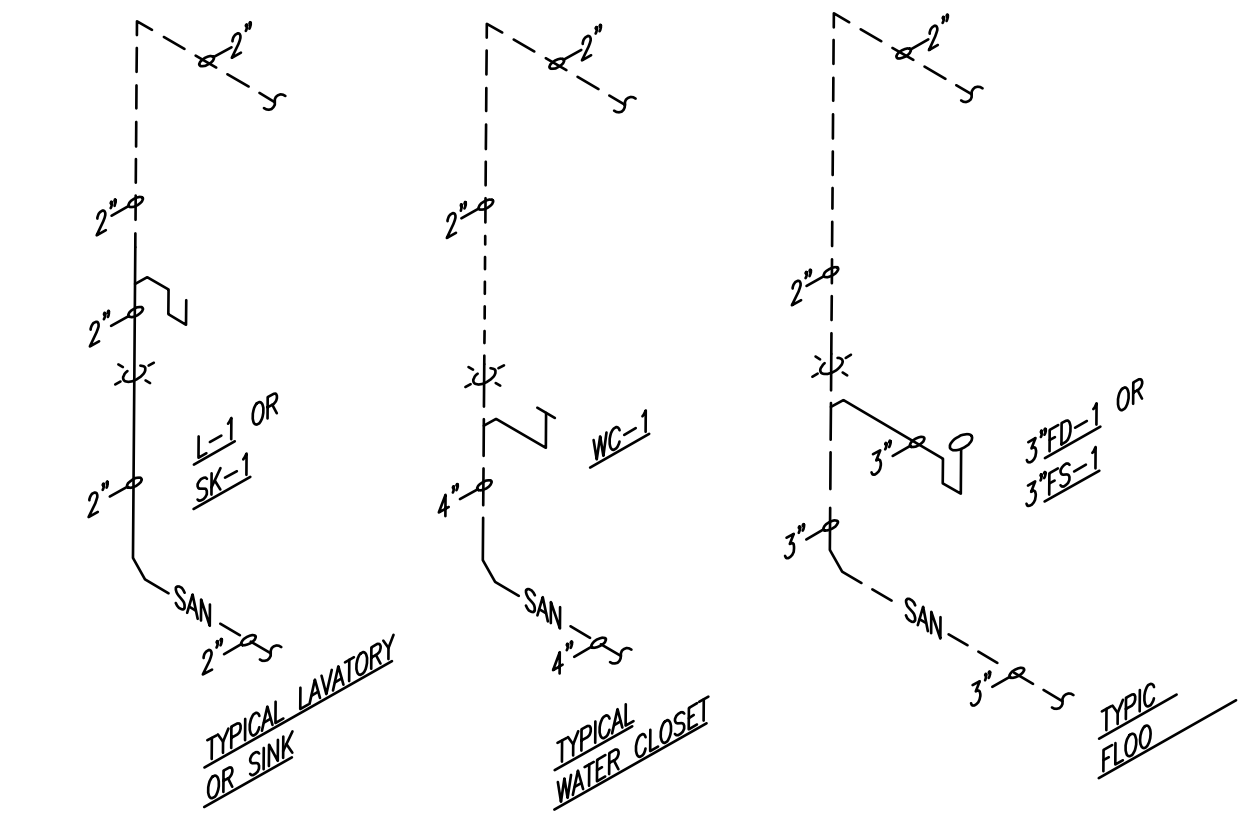 2"
2"
2"
2"
L-1 OR
SK-1
SAN
2"
TYPICAL LAVATORY
OR SINK
2"
2"
WC-1
4"
SAN
4"
TYPICAL
WATER CLOSET
2"
2"
3"
3"FD-1 OR
3"FS-1
3"
SAN
3"
TYPIC
FLOO